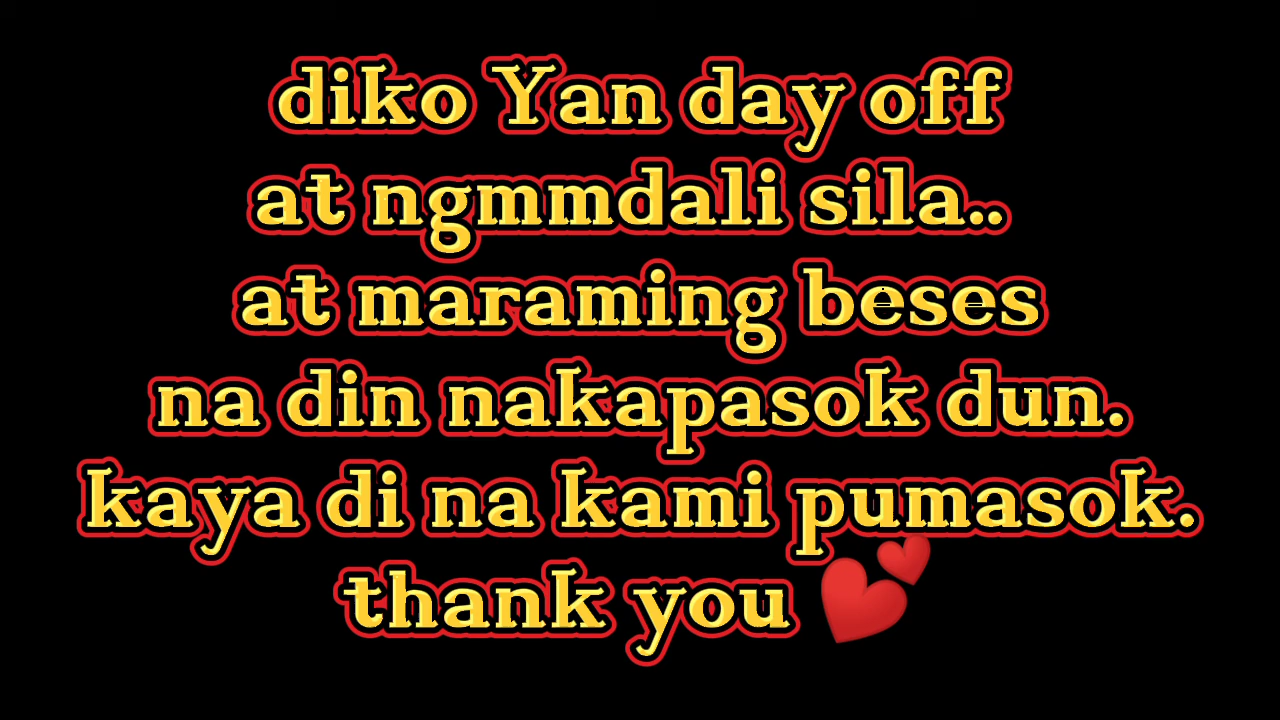 diko Yan day off
at ngmmdali sila..
at maraming beses
na din nakapasok dun.
kaya di na kami pumasok.
thank you 💕